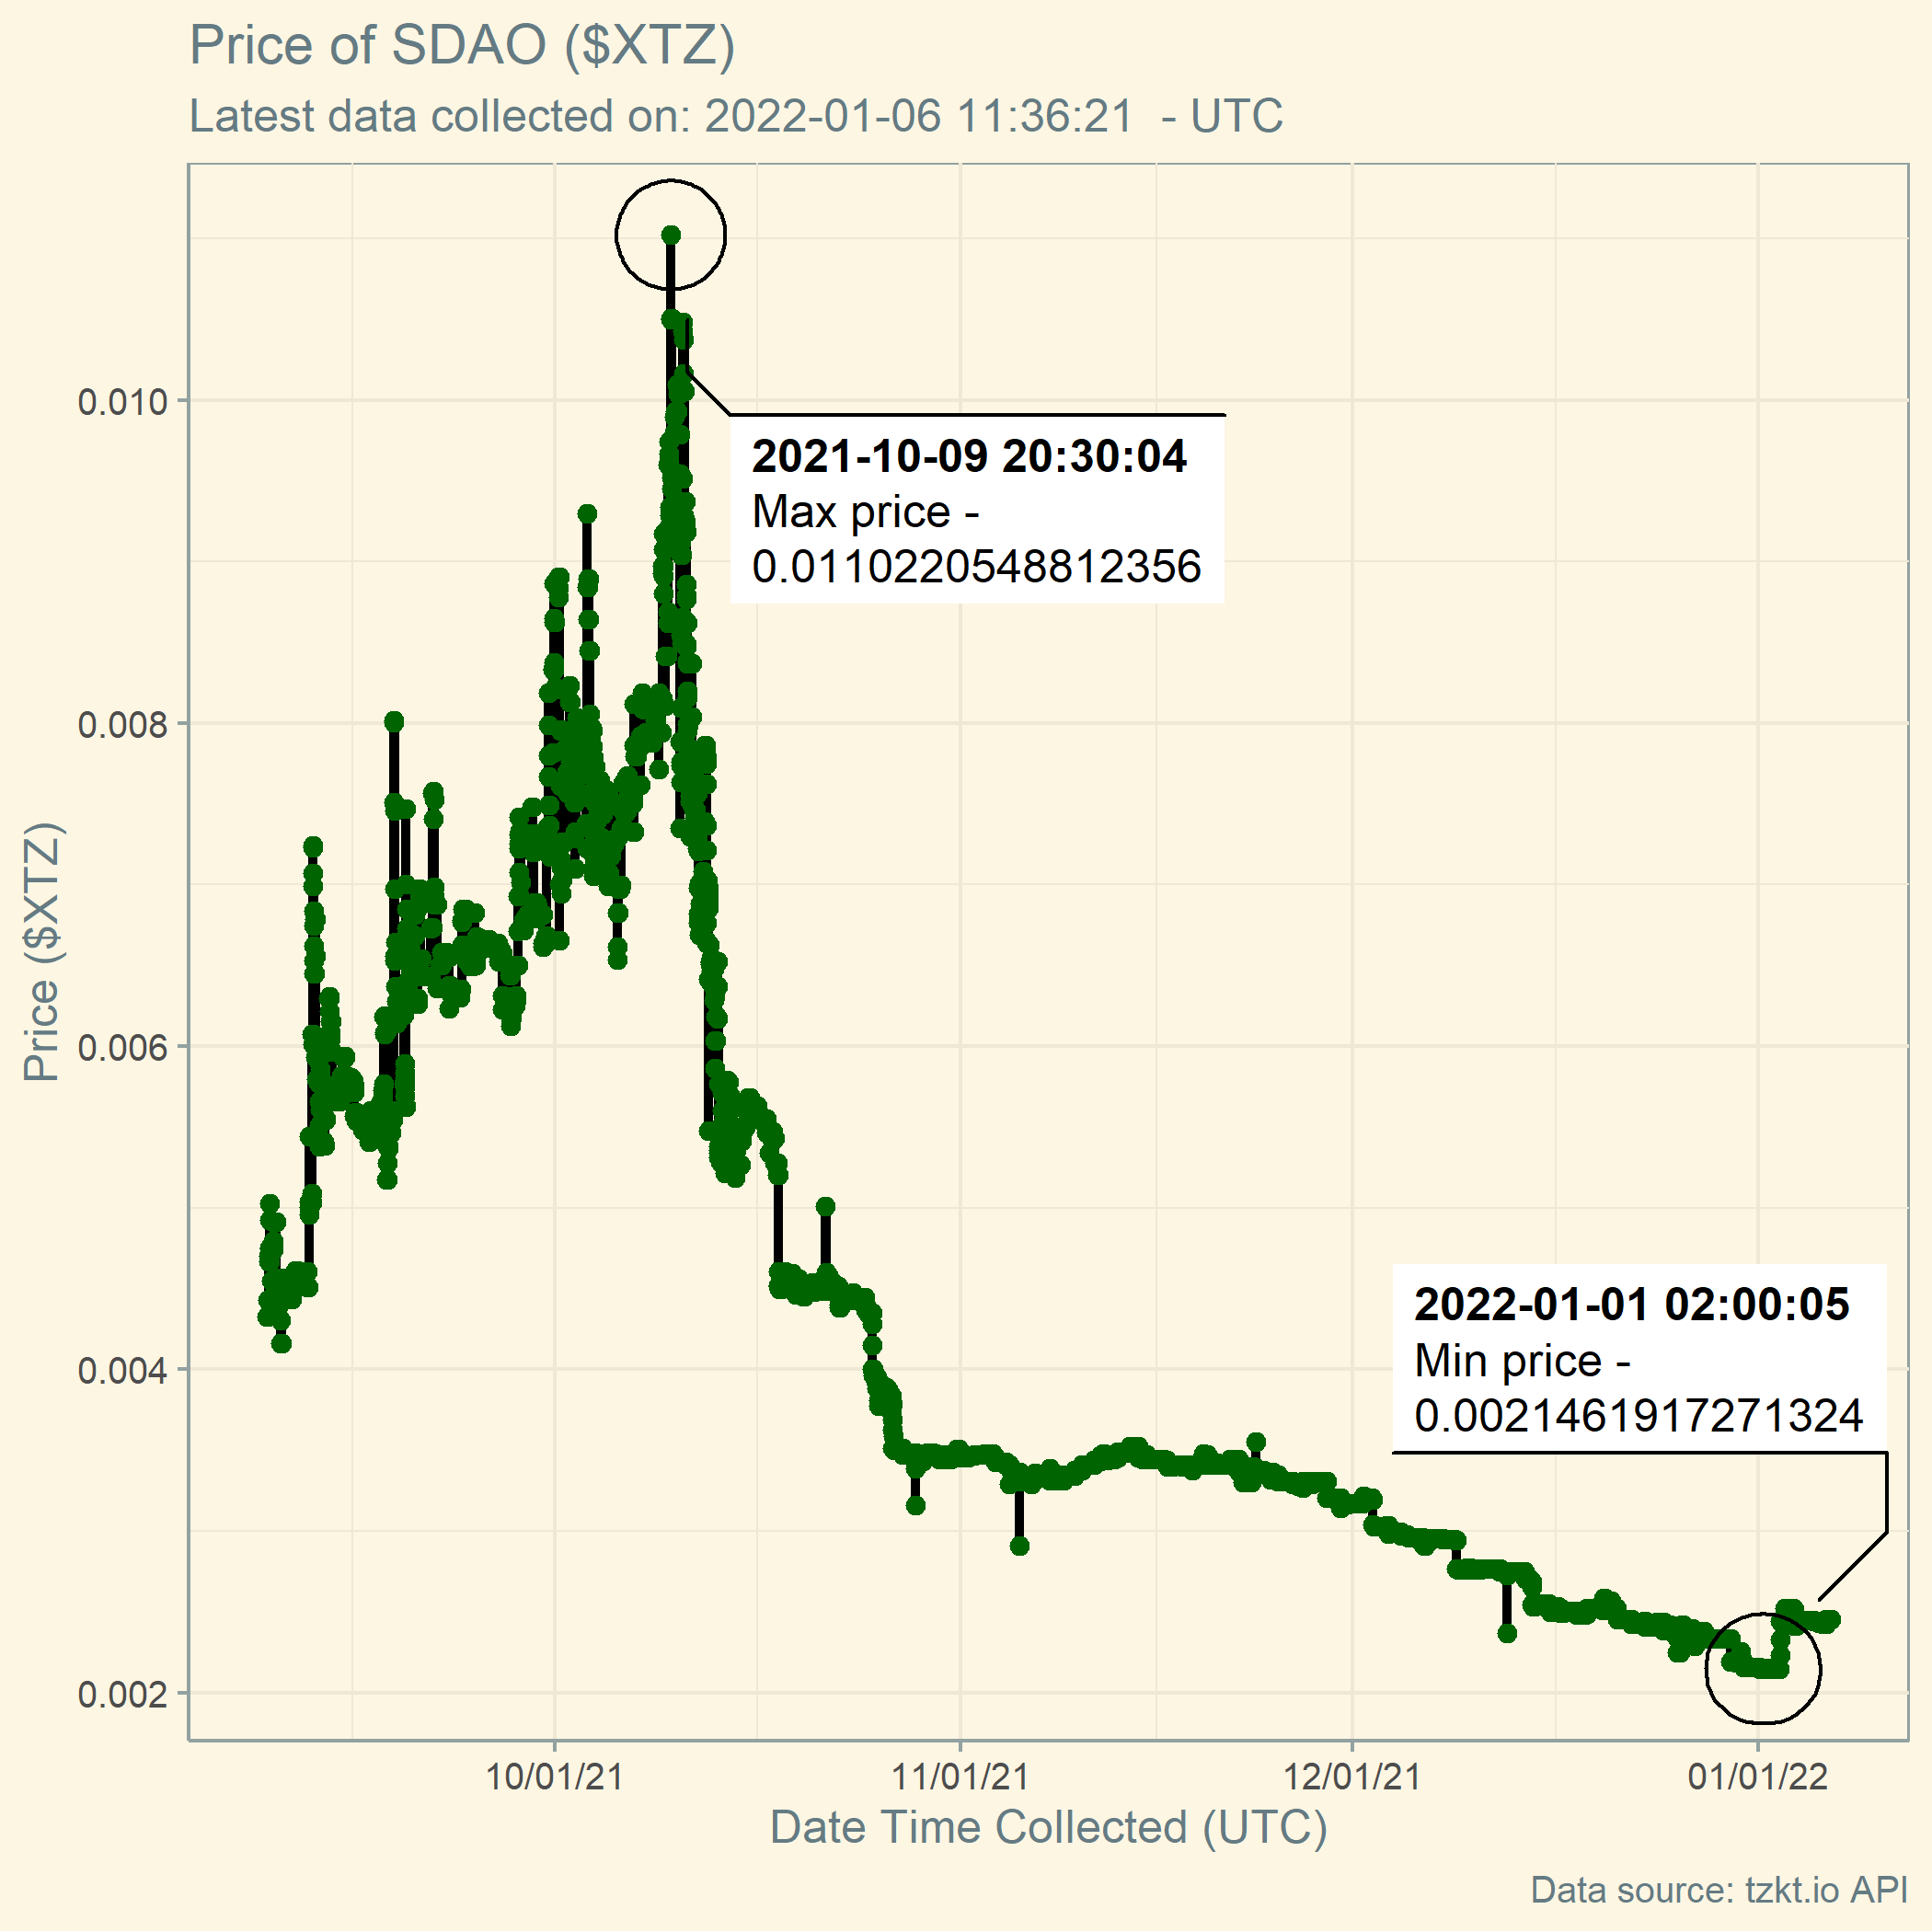 Price of SDAO ($XTZ)
Latest data collected on: 2022-01-06 11:36:21  - UTC
0.010
0.008
0.006
0.004
0.002
Price ($XTZ)
2021-10-09 20:30:04
Max price -
0.0110220548812356
2022-01-01 02:00:05
Min price -
0.0021461917271324
10/01/21
11/01/21
12/01/21
01/01/22
Date Time Collected (UTC)
Data source: tzkt.io API